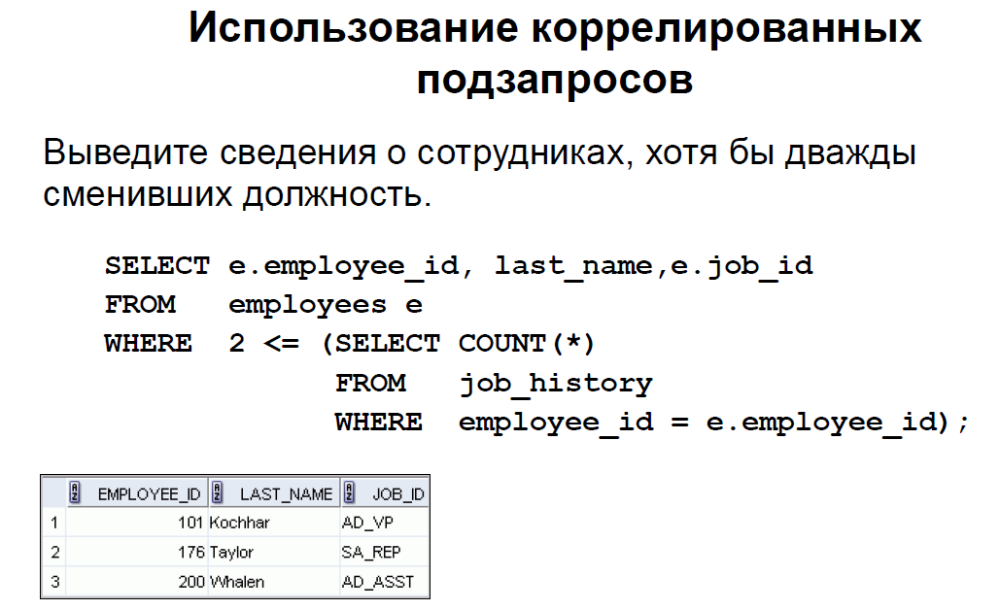 Использование коррелированных
подзапросов
Выведите сведения о сотрудниках, хотя бы дважды
сменивших должность.
SELECT e.employee_id, last_name,e.job_id
FROM employees e
WHERE 2 <= (SELECT COUNT(*)
FROM job_history
WHERE employee_id = e.employee_id);
EMPLOYEE_ID LAST_NAME JOB_ID
1 101 Kochhar AD_VP
2 176 Taylor SA_REP
3 200 Whalen AD_ASST